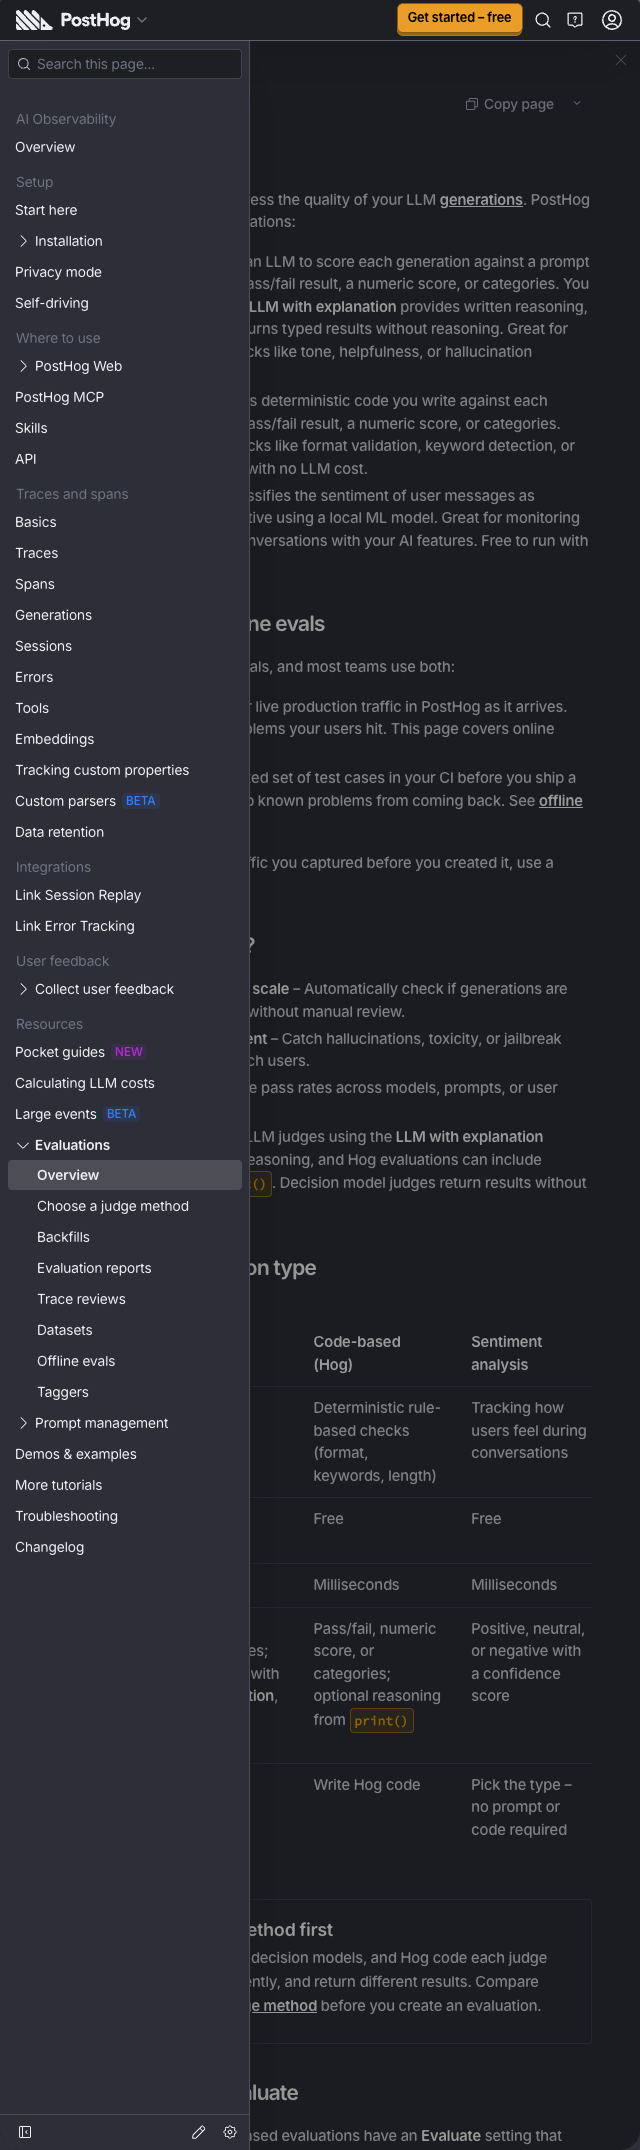 PostHog
Get started – free
Search this page...
Copy page
AI Observability
Overview
Setup
Start here
Installation
Privacy mode
Self-driving
Where to use
PostHog Web
PostHog MCP
Skills
API
Traces and spans
Basics
Traces
Spans
Generations
Sessions
Errors
Tools
Embeddings
Tracking custom properties
Custom parsers BETA
Data retention
Integrations
Link Session Replay
Link Error Tracking
User feedback
Collect user feedback
Resources
Pocket guides NEW
Calculating LLM costs
Large events BETA
Evaluations
Overview
Choose a judge method
Backfills
Evaluation reports
Trace reviews
Datasets
Offline evals
Taggers
Prompt management
Demos & examples
More tutorials
Troubleshooting
Changelog
ess the quality of your LLM generations. PostHog
ations:
an LLM to score each generation against a prompt
ass/fail result, a numeric score, or categories. You
LLM with explanation provides written reasoning,
urns typed results without reasoning. Great for
cks like tone, helpfulness, or hallucination
s deterministic code you write against each
ass/fail result, a numeric score, or categories.
cks like format validation, keyword detection, or
with no LLM cost.
ssifies the sentiment of user messages as
tive using a local ML model. Great for monitoring
nversations with your AI features. Free to run with
ne evals
als, and most teams use both:
r live production traffic in PostHog as it arrives.
blems your users hit. This page covers online
ked set of test cases in your CI before you ship a
p known problems from coming back. See offline
ffic you captured before you created it, use a
?
scale – Automatically check if generations are
without manual review.
ent – Catch hallucinations, toxicity, or jailbreak
ch users.
e pass rates across models, prompts, or user
LLM judges using the LLM with explanation
easoning, and Hog evaluations can include
t(). Decision model judges return results without
on type
Code-based
(Hog)
Sentiment
analysis
Deterministic rule-
based checks
(format,
keywords, length)
Tracking how
users feel during
conversations
Free
Free
Milliseconds
Milliseconds
es;
with
tion,
Pass/fail, numeric
score, or
categories;
optional reasoning
from print()
Positive, neutral,
or negative with
a confidence
score
Write Hog code
Pick the type –
no prompt or
code required
ethod first
decision models, and Hog code each judge
ently, and return different results. Compare
ge method before you create an evaluation.
luate
ased evaluations have an Evaluate setting that